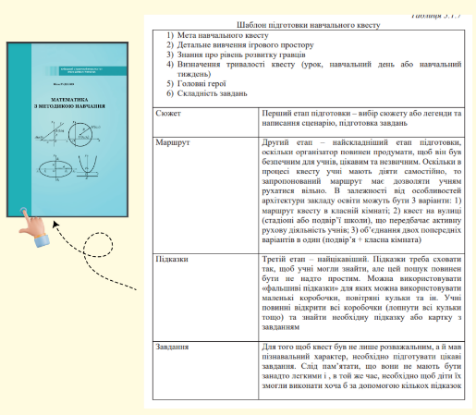 Таблиця 3.1.7
Шаблон підготовки навчального квесту
1) Мета навчального квесту
2) Детальне вивчення ігрового простору
3) Знання про рівень розвитку гравців
4) Визначення тривалості квесту (урок, навчальний день або навчальний
тиждень)
5) Головні герої
6) Складність завдань
Сюжет
Перший етап підготовки – вибір сюжету або легенди та
написання сценарію, підготовка завдань
Маршрут
Другий етап – найскладніший етап підготовки,
оскільки організатор повинен продумати, щоб він був
безпечним для учнів, цікавим та незвичним. Оскільки в
процесі квесту учні мають діяти самостійно, то
запропонований маршрут має дозволяти учням
рухатися вільно. В залежності від особливостей
архітектури закладу освіти можуть бути 3 варіанти: 1)
маршрут квесту в класній кімнаті; 2) квест на вулиці
(стадіоні або подвір’ї школи), що передбачає активну
рухову діяльність учнів; 3) об’єднання двох попередніх
варіантів в один (подвір’я + класна кімната)
Підказки
Третій етап – найцікавіший. Підказки треба сховати
так, щоб учні могли знайти, але цей пошук повинен
бути не надто простим. Можна використовувати
«фальшиві підказки» для яких можна використовувати
маленькі коробочки, повітряні кульки та ін. Учні
повинні відкрити всі коробочки (лопнути всі кульки
тощо) та знайти необхідну підказку або картку з
завданням
Завдання
Для того щоб квест був не лише розважальним, а й мав
пізнавальний характер, необхідно підготувати цікаві
завдання. Слід пам’ятати, що вони не мають бути
занадто легкими і , в той же час, необхідно щоб діти їх
змогли виконати хоча б за допомогою кількох підказок
МАТЕМАТИКА
З МЕТОДИКОЮ НАВЧАННЯ